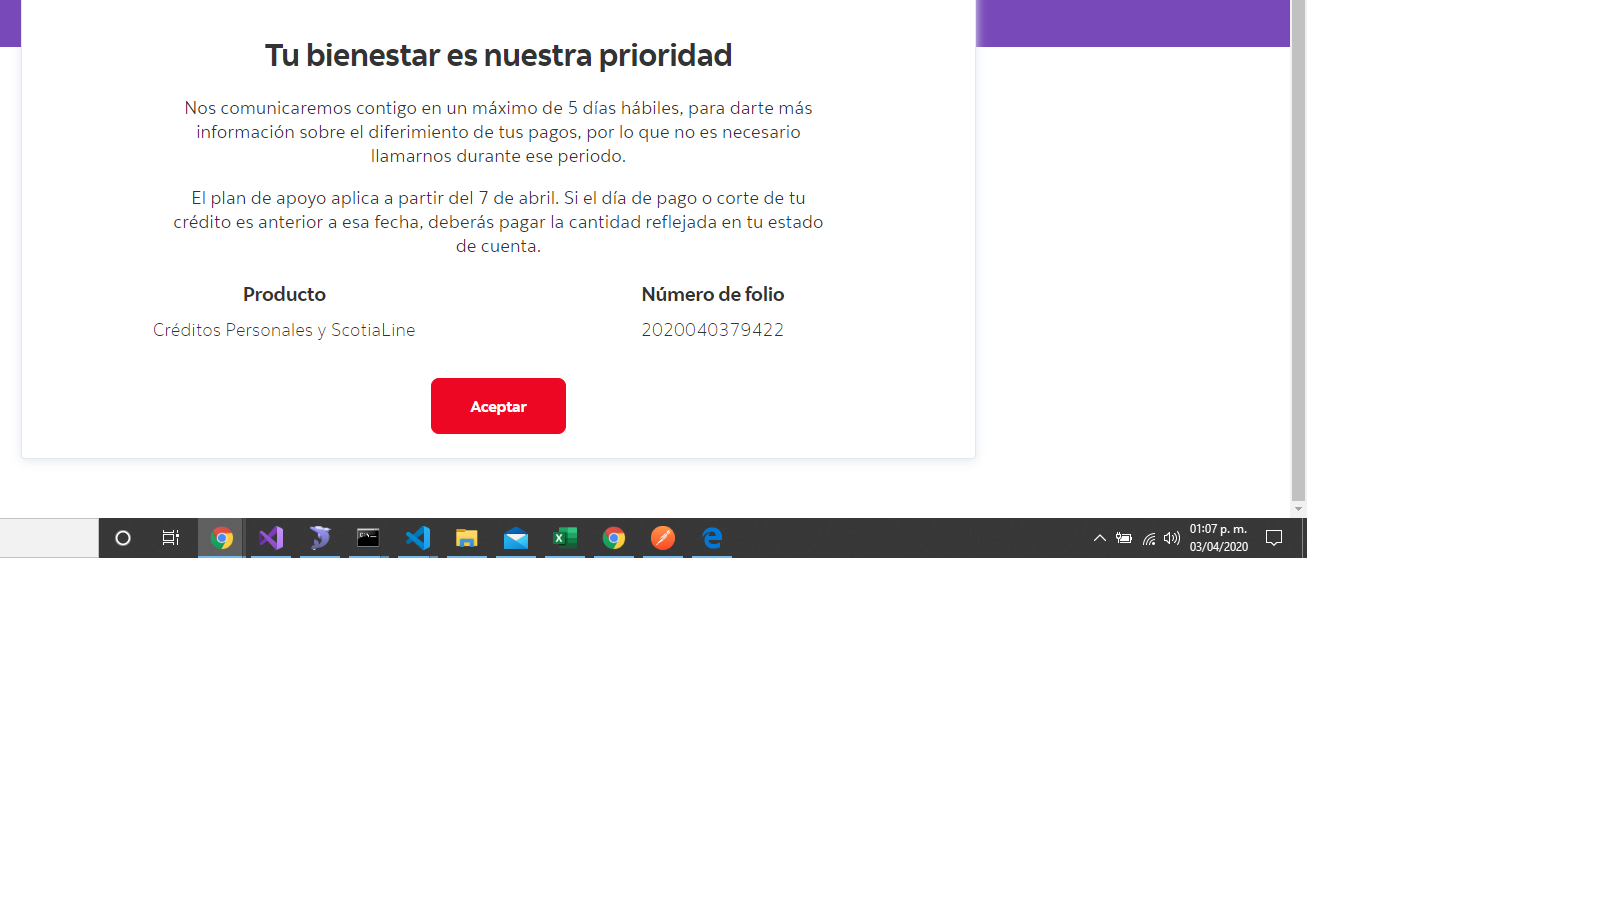 Tu bienestar es nuestra prioridad
Nos comunicaremos contigo en un máximo de 5 días hábiles, para darte más
información sobre el diferimiento de tus pagos, por lo que no es necesario
llamarnos durante ese periodo.
El plan de apoyo aplica a partir del 7 de abril. Si el día de pago o corte de tu
crédito es anterior a esa fecha, deberás pagar la cantidad reflejada en tu estado
de cuenta.
Producto
Número de folio
Créditos Personales y ScotiaLine
2020040379422
Aceptar
01:07 p. m.
03/04/2020